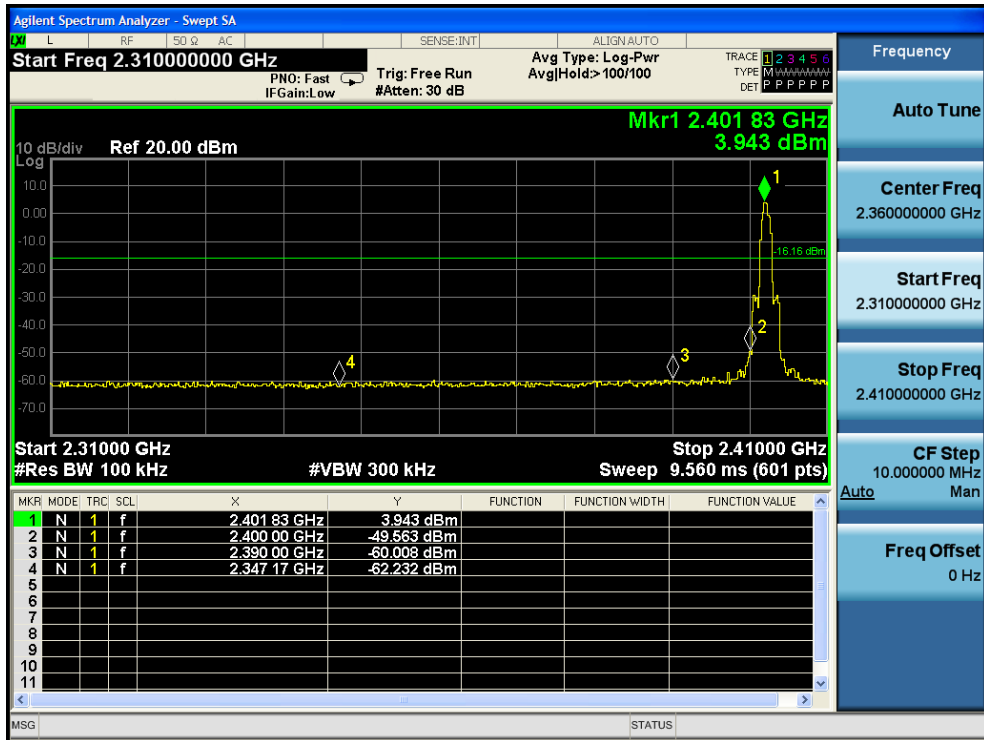 Agilent Spectrum Analyzer - Swept SA
LXI L RF 50 Ω AC SENSE:INT ALIGN AUTO
Start Freq 2.310000000 GHz
PNO: Fast
IFGain:Low
Trig: Free Run
#Atten: 30 dB
Avg Type: Log-Pwr
Avg|Hold:>100/100
TRACE 1 2 3 4 5 6
TYPE M
DET P P P P P P
Mkr1 2.401 83 GHz
3.943 dBm
10 dB/div Ref 20.00 dBm
Log
10.0
0.00
-10.0
-20.0
-30.0
-40.0
-50.0
-60.0
-70.0
1
-16.16 dBm
2
3
4
Start 2.31000 GHz Stop 2.41000 GHz
#Res BW 100 kHz #VBW 300 kHz Sweep 9.560 ms (601 pts)
MKR MODE TRC SCL X Y FUNCTION FUNCTION WIDTH FUNCTION VALUE
1 N 1 f 2.401 83 GHz 3.943 dBm
2 N 1 f 2.400 00 GHz -49.563 dBm
3 N 1 f 2.390 00 GHz -60.008 dBm
4 N 1 f 2.347 17 GHz -62.232 dBm
5
6
7
8
9
10
11
MSG STATUS
Frequency
Auto Tune
Center Freq
2.360000000 GHz
Start Freq
2.310000000 GHz
Stop Freq
2.410000000 GHz
CF Step
10.000000 MHz
Auto Man
Freq Offset
0 Hz